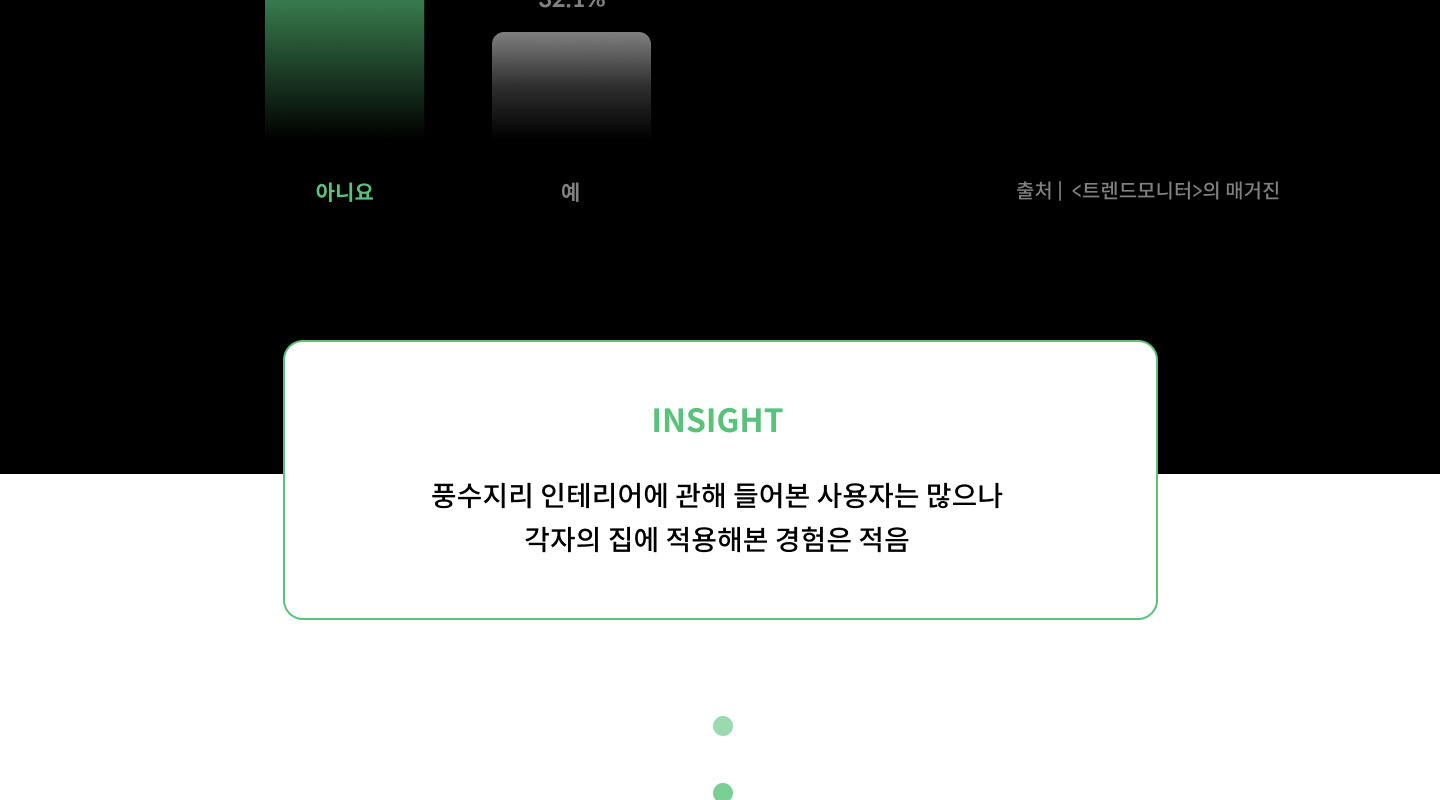 아니요
예
출처 | <트렌드모니터>의 매거진
INSIGHT
풍수지리 인테리어에 관해 들어본 사용자는 많으나
각자의 집에 적용해본 경험은 적음